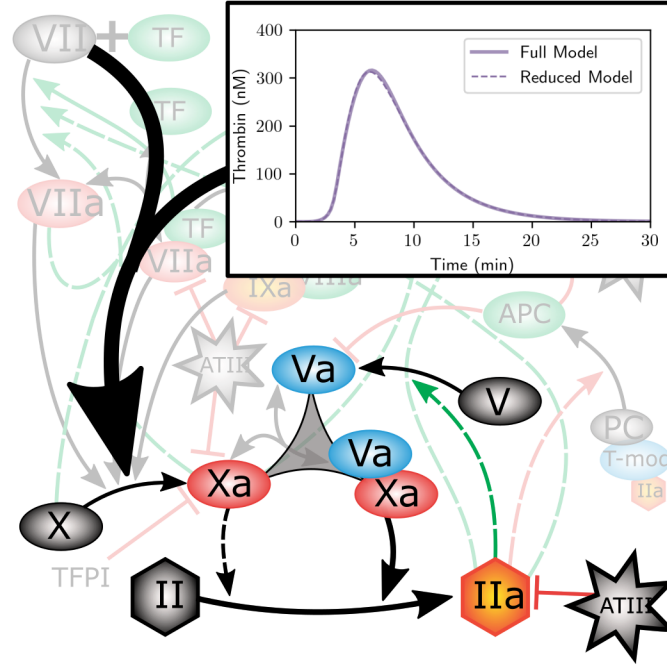 VII + TF
TF
VIIa
TF
VIIa
IXa
VIIIa
ATIII
APC
PC
T-mod
IIa
Va
V
Va
Xa
Xa
X
TFPI
II
IIa
ATIII
Thrombin (nM)
400
300
200
100
0
0 5 10 15 20 25 30
Time (min)
Full Model
Reduced Model